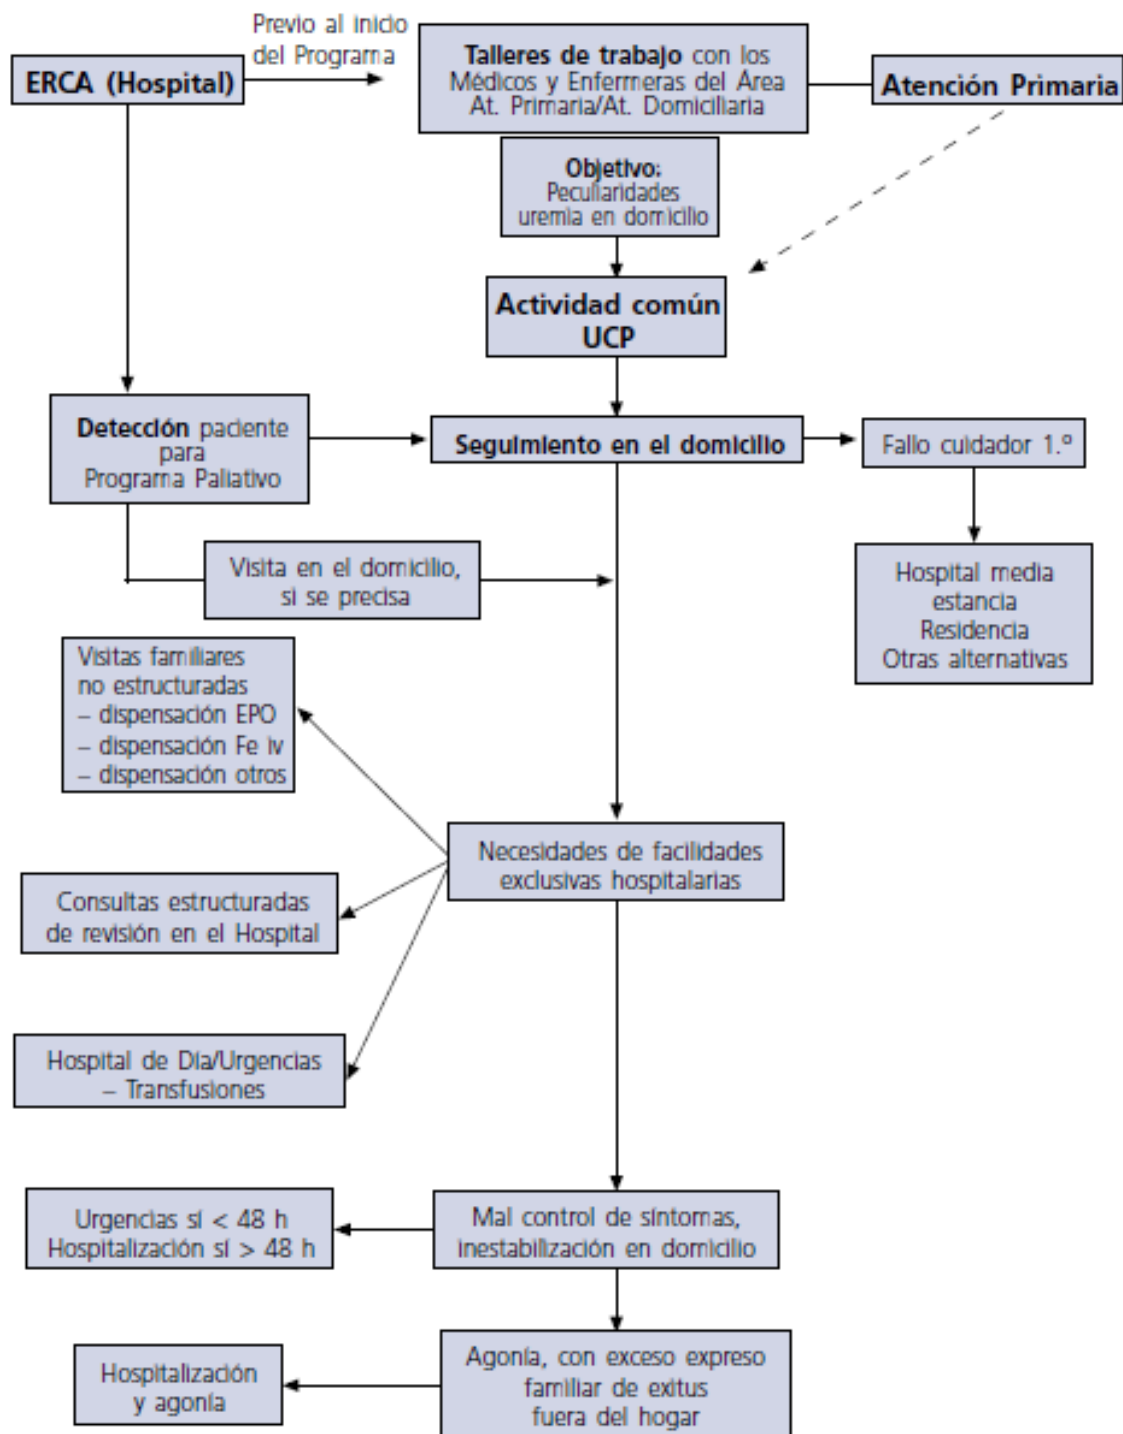 Previo al inicio
del Programa
ERCA (Hospital)
Talleres de trabajo con los
Médicos y Enfermeras del Área
At. Primaria/At. Domiciliaria
Atención Primaria
Objetivo:
Peculiaridades
uremia en domicilio
Actividad común
UCP
Detección paciente
para
Programa Paliativo
Seguimiento en el domicilio
Fallo cuidador 1.º
Visita en el domicilio,
si se precisa
Hospital media
estancia
Residencia
Otras alternativas
Visitas familiares
no estructuradas
– dispensación EPO
– dispensación Fe iv
– dispensación otros
Necesidades de facilidades
exclusivas hospitalarias
Consultas estructuradas
de revisión en el Hospital
Hospital de Día/Urgencias
– Transfusiones
Urgencias sí < 48 h
Hospitalización sí > 48 h
Mal control de síntomas,
inestabilización en domicilio
Hospitalización
y agonía
Agonía, con exceso expreso
familiar de exitus
fuera del hogar